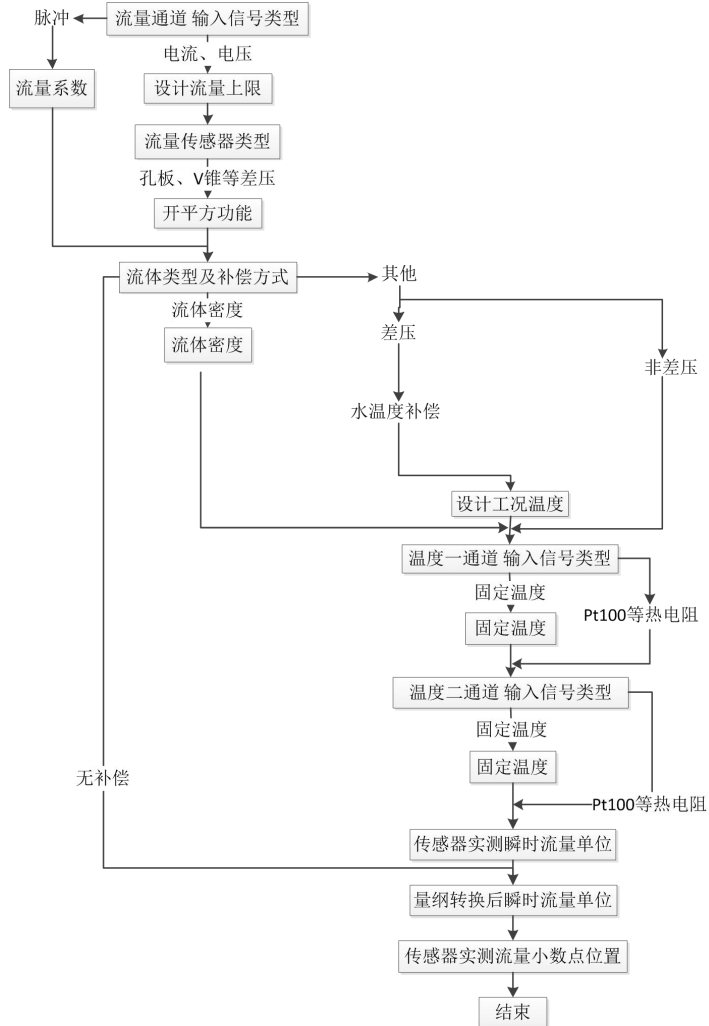 脉冲
流量通道 输入信号类型
电流、电压
流量系数
设计流量上限
流量传感器类型
孔板、V锥等差压
开平方功能
流体类型及补偿方式
其他
流体密度
流体密度
差压
非差压
水温度补偿
设计工况温度
温度一通道 输入信号类型
固定温度
Pt100等热电阻
固定温度
温度二通道 输入信号类型
固定温度
固定温度
无补偿
Pt100等热电阻
传感器实测瞬时流量单位
量纲转换后瞬时流量单位
传感器实测流量小数点位置
结束